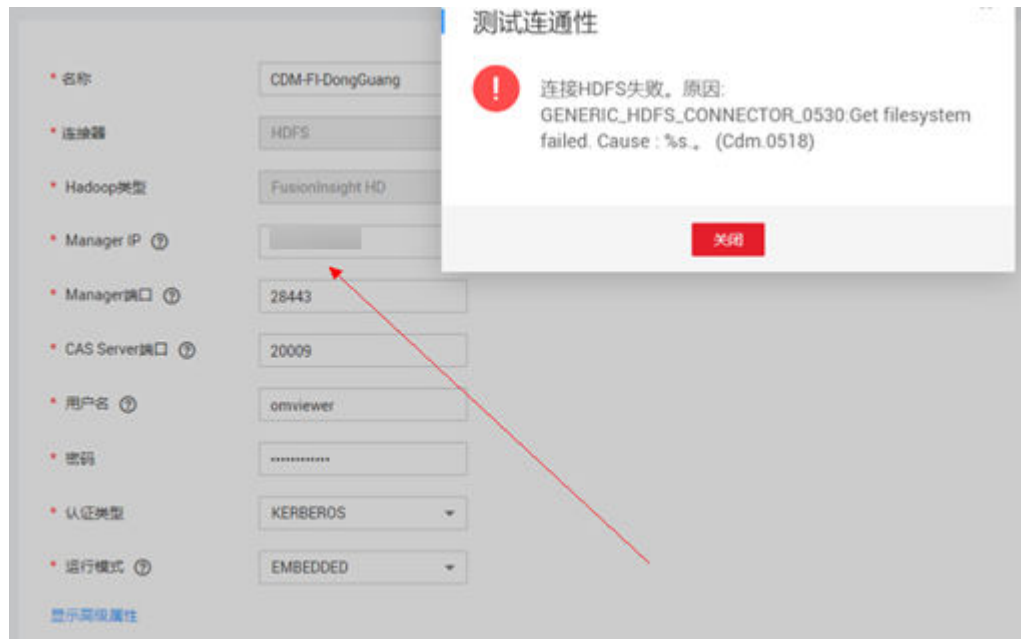 测试连通性
连接HDFS失败。原因:
GENERIC_HDFS_CONNECTOR_0530:Get filesystem
failed. Cause : %s.。 (Cdm.0518)
关闭
* 名称 CDM-FI-DongGuang
* 连接器 HDFS
* Hadoop类型 FusionInsight HD
* Manager IP ?
* Manager端口 ? 28443
* CAS Server端口 ? 20009
* 用户名 ? omviewer
* 密码 ••••••••••••
* 认证类型 KERBEROS
* 运行模式 ? EMBEDDED
显示高级属性